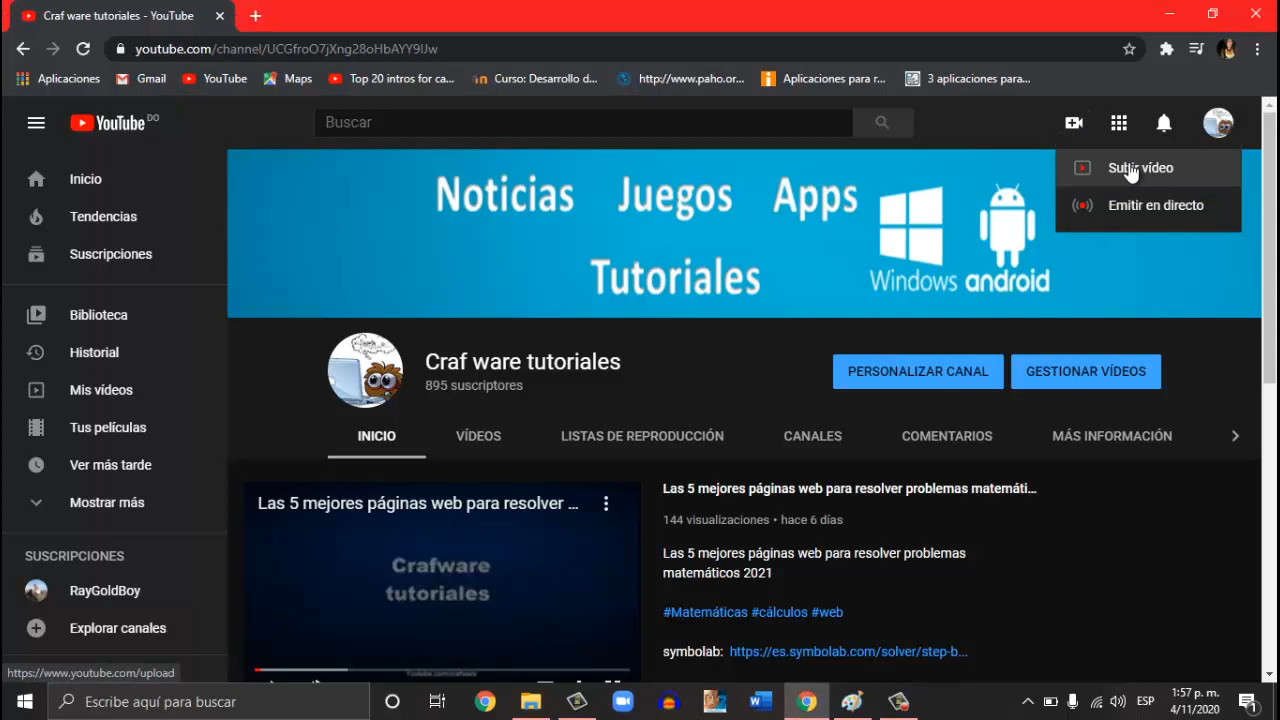 Craf ware tutoriales - YouTube
youtube.com/channel/UCGfroO7jXng28oHbAYY9lJw
Aplicaciones
Gmail
YouTube
Maps
Top 20 intros for ca...
Curso: Desarrollo d...
http://www.paho.or...
Aplicaciones para r...
3 aplicaciones para...
YouTube DO
Buscar
Subir vídeo
Emitir en directo
Inicio
Tendencias
Suscripciones
Biblioteca
Historial
Mis vídeos
Tus películas
Ver más tarde
Mostrar más
SUSCRIPCIONES
RayGoldBoy
Explorar canales
Noticias Juegos Apps
Tutoriales
Windows android
Craf ware tutoriales
895 suscriptores
PERSONALIZAR CANAL
GESTIONAR VÍDEOS
INICIO
VÍDEOS
LISTAS DE REPRODUCCIÓN
CANALES
COMENTARIOS
MÁS INFORMACIÓN
Las 5 mejores páginas web para resolver ...
Crafware
tutoriales
Las 5 mejores páginas web para resolver problemas matemáti...
144 visualizaciones • hace 6 días
Las 5 mejores páginas web para resolver problemas
matemáticos 2021
#Matemáticas #cálculos #web
symbolab: https://es.symbolab.com/solver/step-b...
https://www.youtube.com/upload
Escribe aquí para buscar
ESP
1:57 p. m.
4/11/2020
1